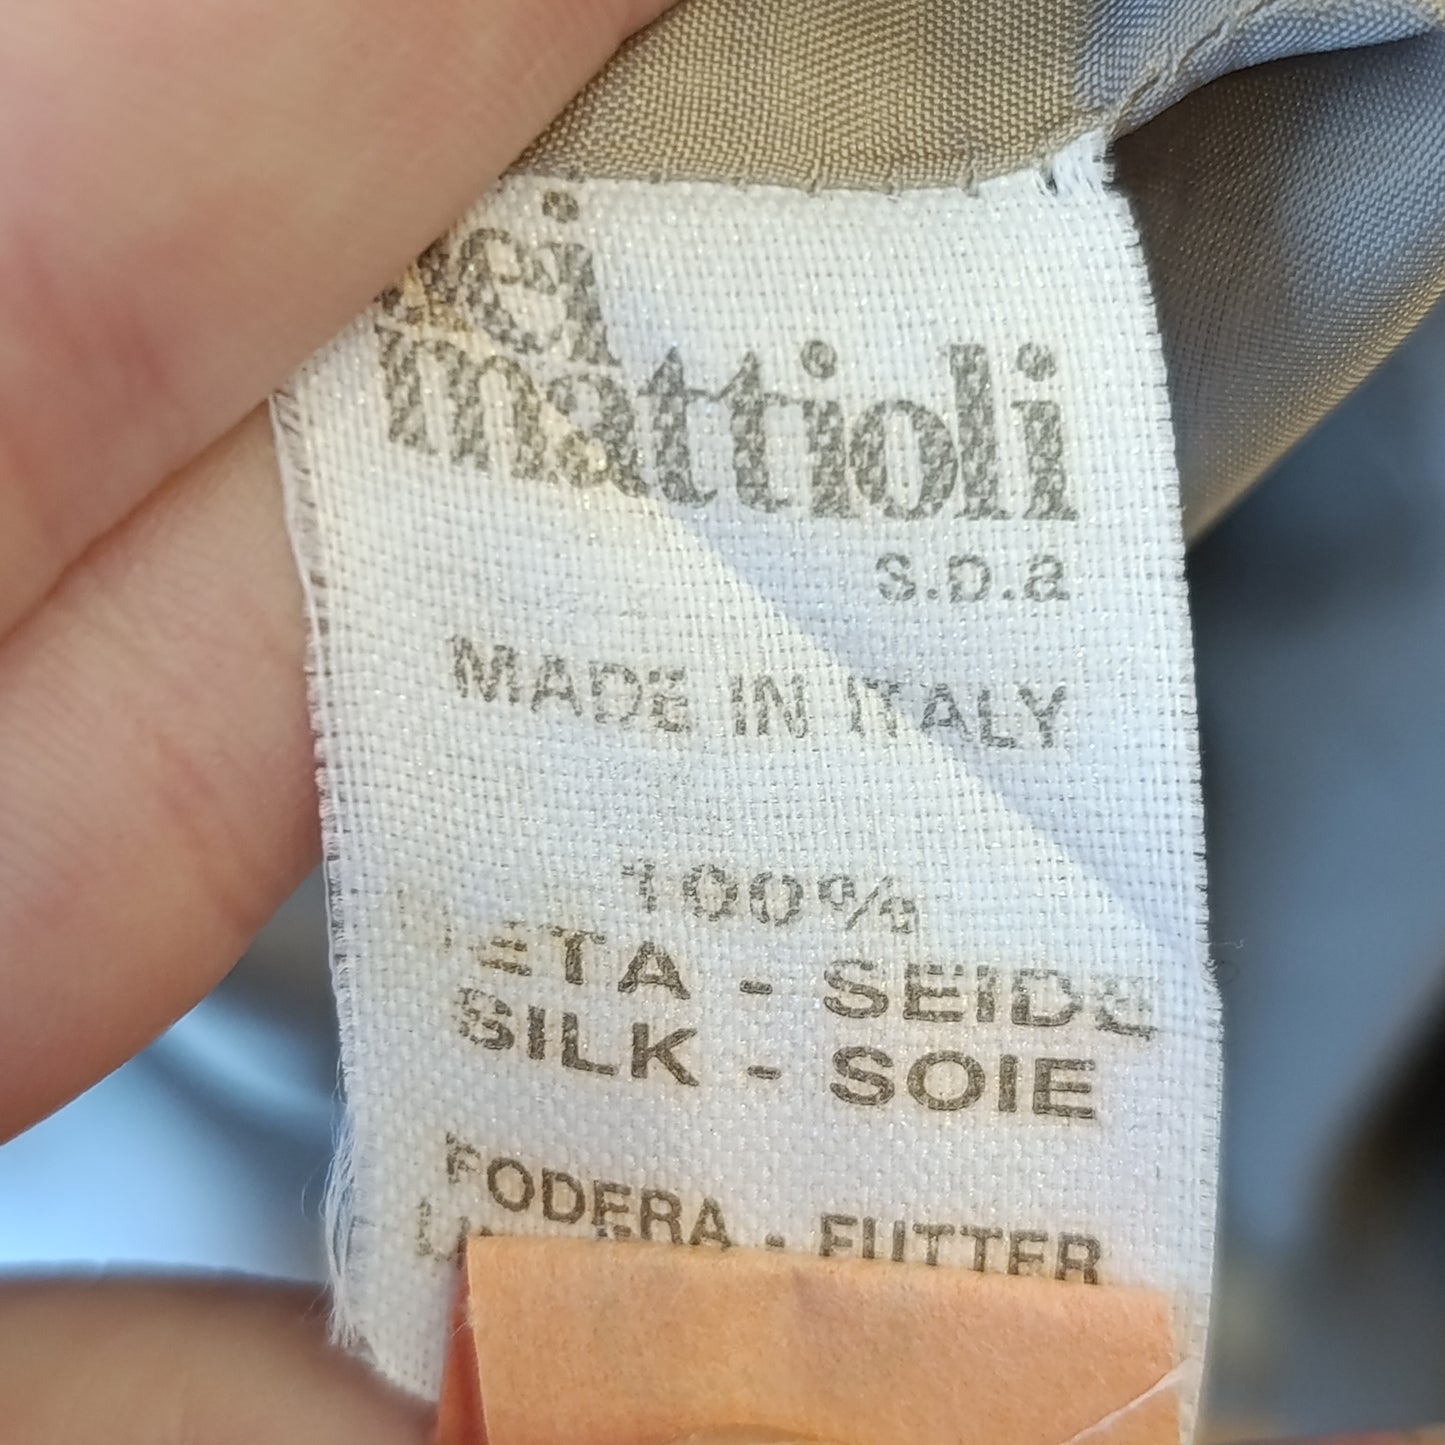 mattioli
s.p.a
MADE IN ITALY
100%
SETA - SEIDE
SILK - SOIE
FODERA - FUTTER